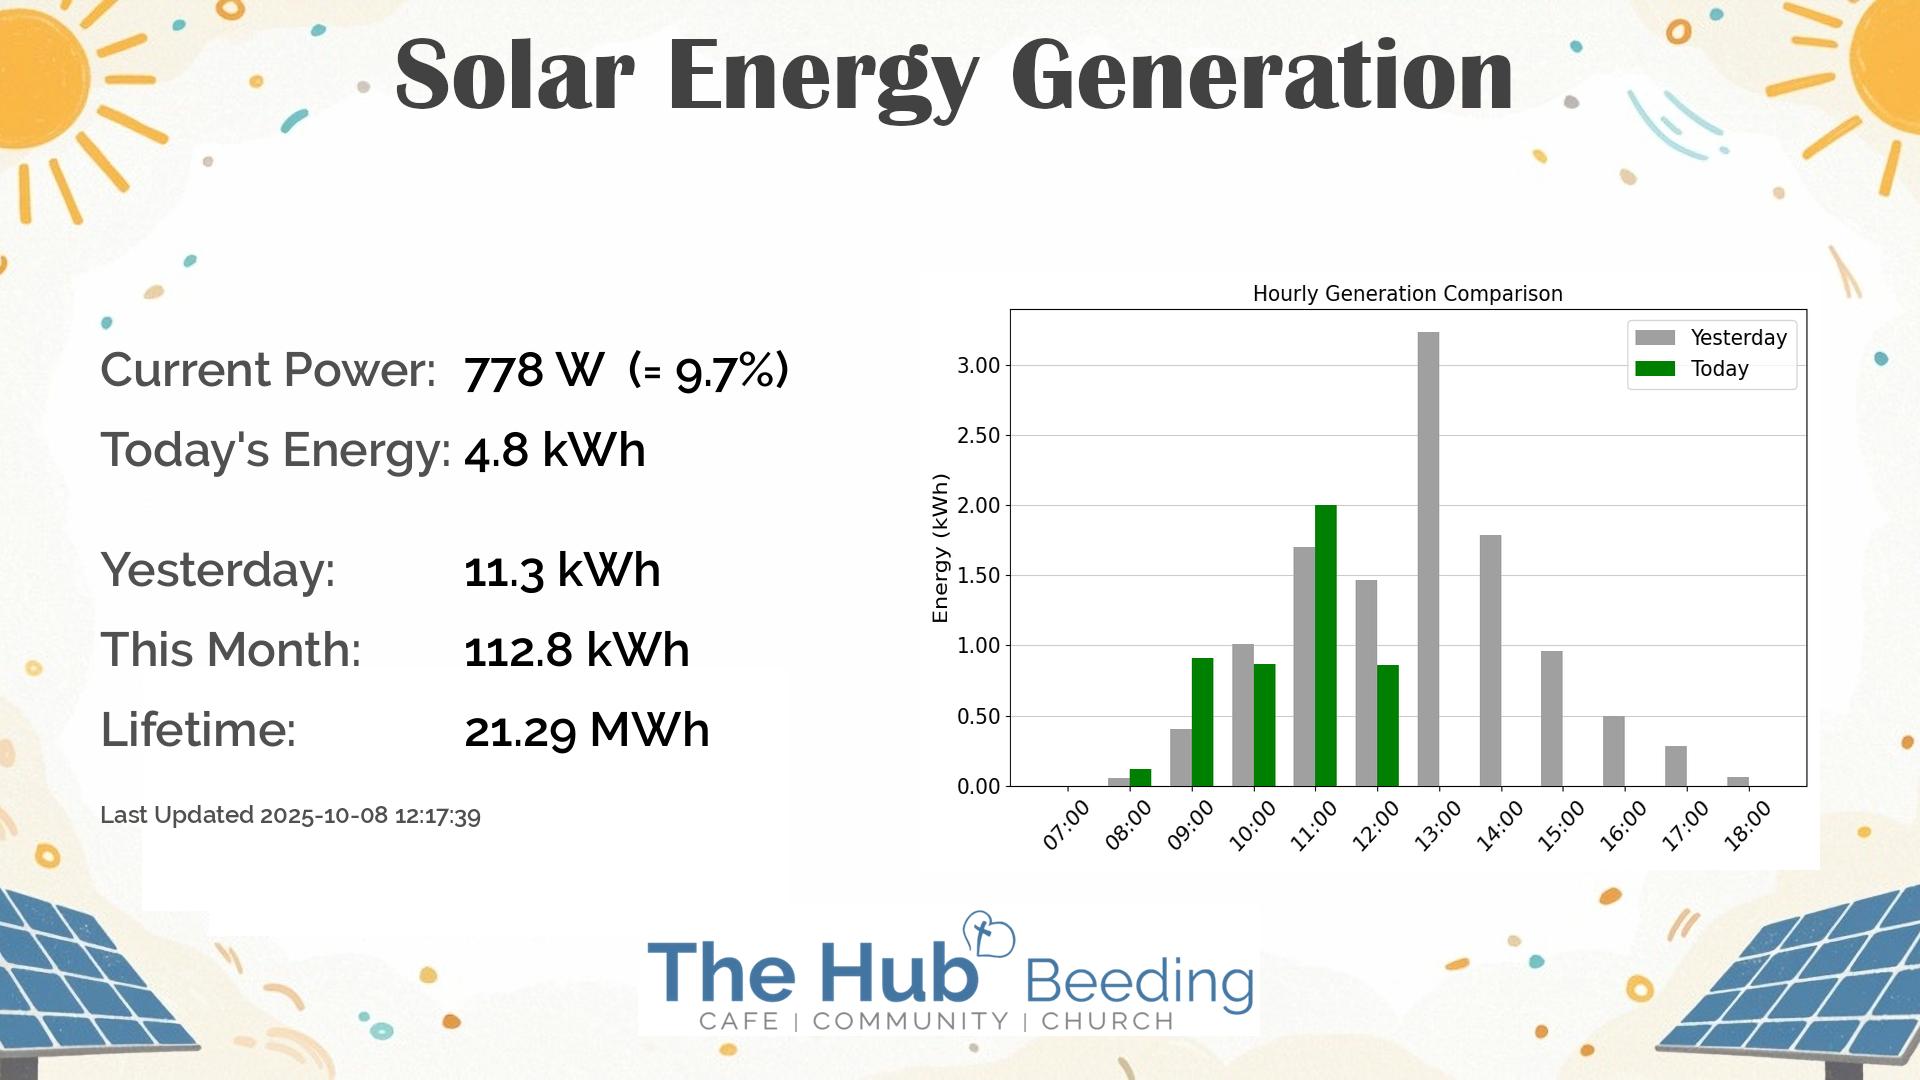 Solar Energy Generation
Current Power: 778 W (= 9.7%)
Today's Energy: 4.8 kWh
Yesterday: 11.3 kWh
This Month: 112.8 kWh
Lifetime: 21.29 MWh
Last Updated 2025-10-08 12:17:39
Hourly Generation Comparison
Yesterday
Today
Energy (kWh)
3.00
2.50
2.00
1.50
1.00
0.50
0.00
07:00 08:00 09:00 10:00 11:00 12:00 13:00 14:00 15:00 16:00 17:00 18:00
The Hub Beeding
CAFE | COMMUNITY | CHURCH